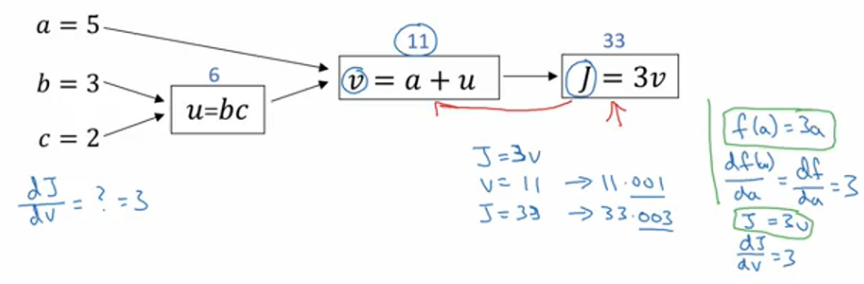 a = 5
b = 3
c = 2
6
u=bc
11
v = a + u
33
J = 3v
dJ/dv = ? = 3
J = 3v
v = 11 → 11.001
J = 33 → 33.003
f(a) = 3a
df(a)/da = df/da = 3
J = 3v
dJ/dv = 3